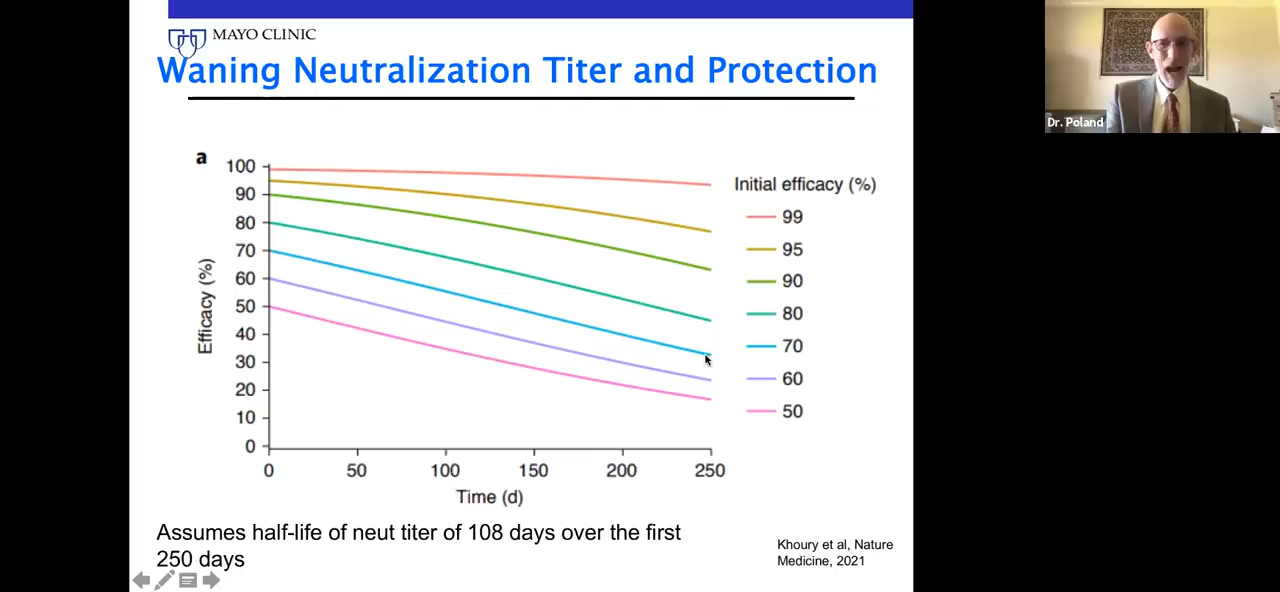 MAYO CLINIC
Waning Neutralization Titer and Protection
Dr. Poland
a
100
90
80
70
60
50
40
30
20
10
0
Efficacy (%)
0 50 100 150 200 250
Time (d)
Initial efficacy (%)
99
95
90
80
70
60
50
Assumes half-life of neut titer of 108 days over the first
250 days
Khoury et al, Nature
Medicine, 2021